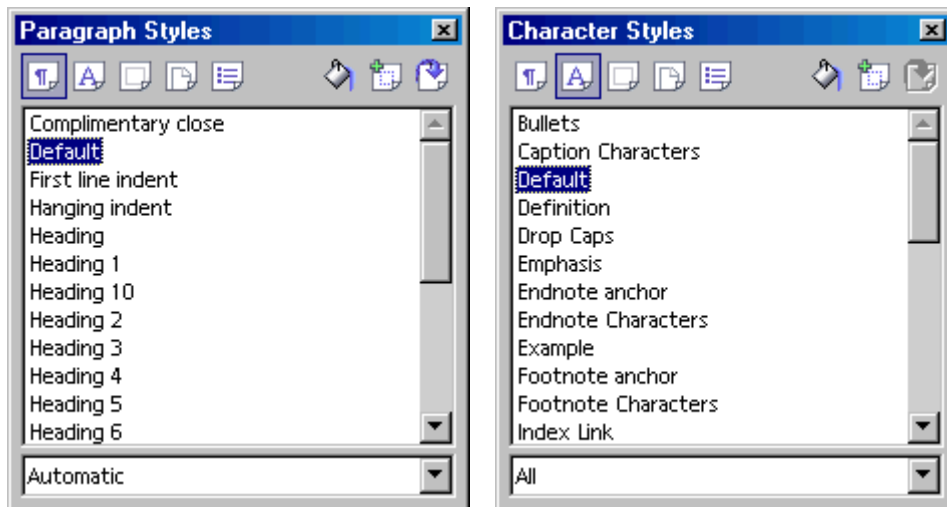 Paragraph Styles
Complimentary close
Default
First line indent
Hanging indent
Heading
Heading 1
Heading 10
Heading 2
Heading 3
Heading 4
Heading 5
Heading 6
Automatic
Character Styles
Bullets
Caption Characters
Default
Definition
Drop Caps
Emphasis
Endnote anchor
Endnote Characters
Example
Footnote anchor
Footnote Characters
Index Link
All